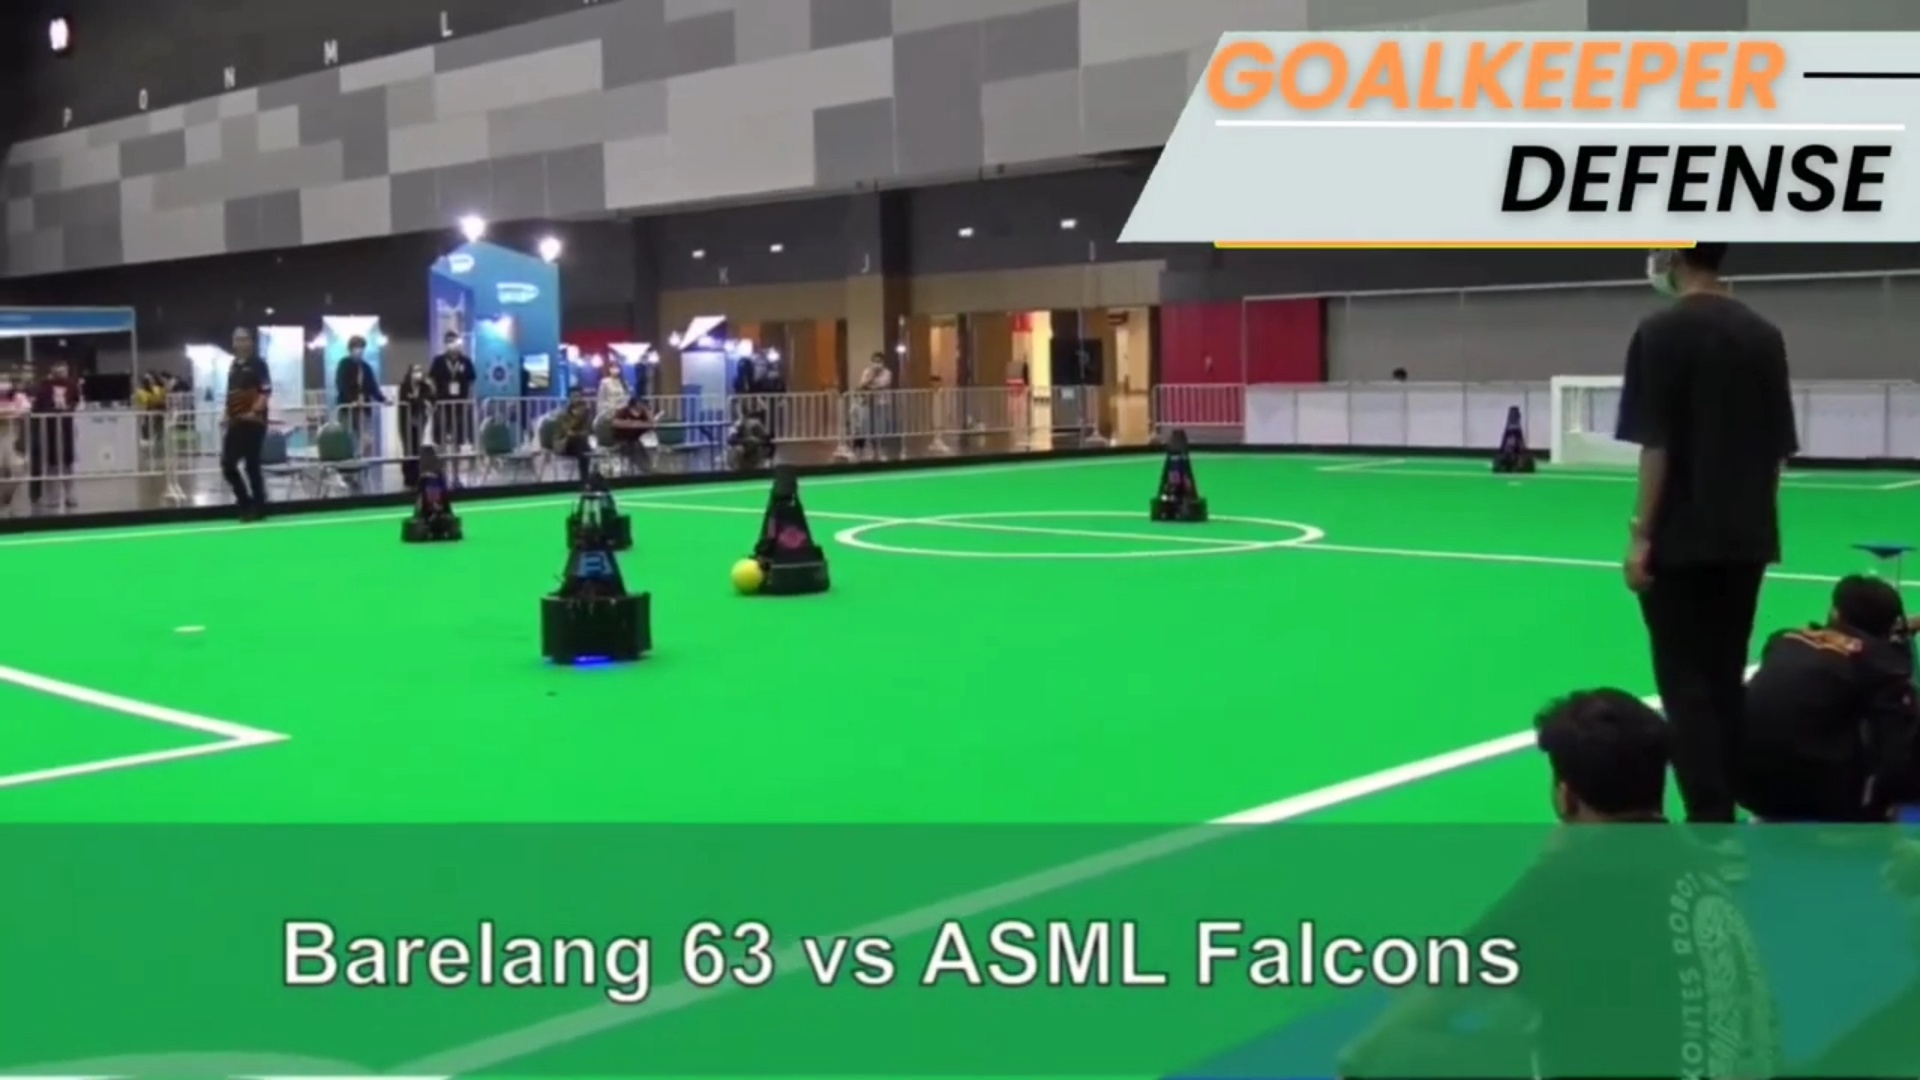 GOALKEEPER
DEFENSE
P O N M L
K J I
Barelang 63 vs ASML Falcons